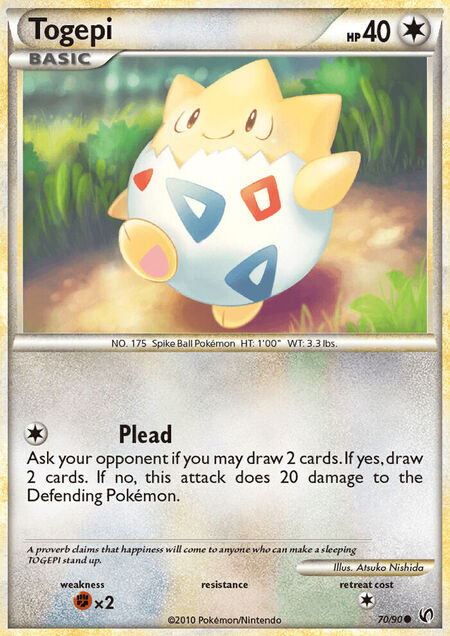 Togepi
HP 40
BASIC
NO. 175 Spike Ball Pokémon HT: 1'00" WT: 3.3 lbs.
Plead
Ask your opponent if you may draw 2 cards. If yes, draw
2 cards. If no, this attack does 20 damage to the
Defending Pokémon.
A proverb claims that happiness will come to anyone who can make a sleeping
TOGEPI stand up.
Illus. Atsuko Nishida
weakness resistance retreat cost
×2
70/90
©2010 Pokémon/Nintendo